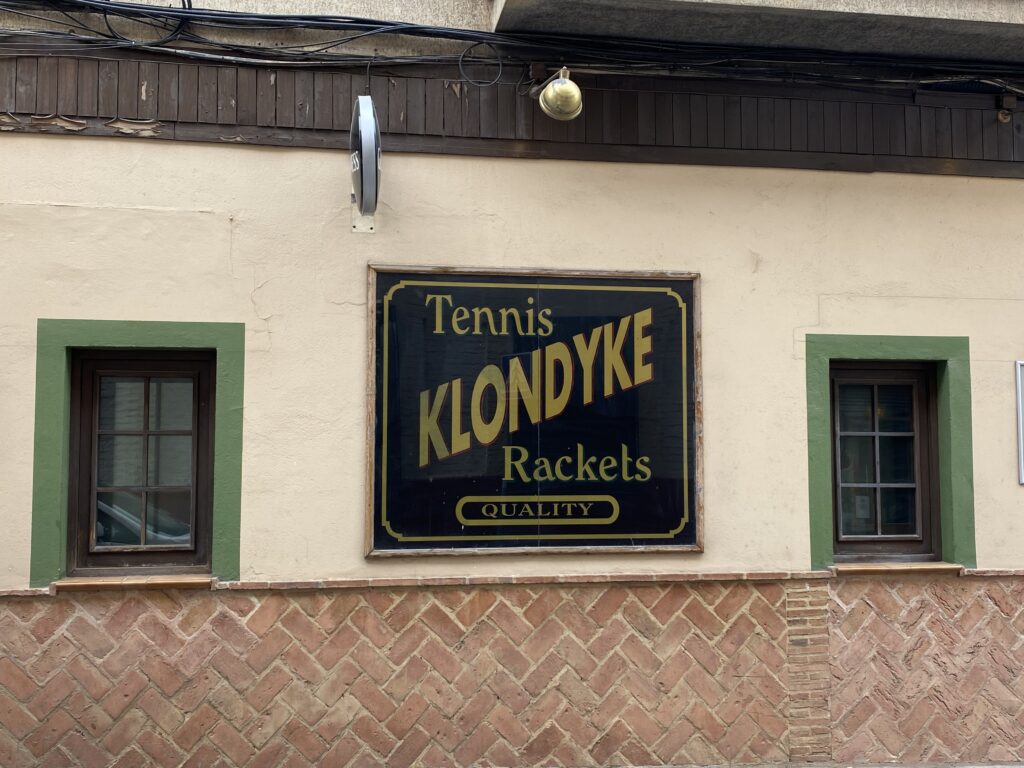 Tennis
KLONDYKE
Rackets
QUALITY